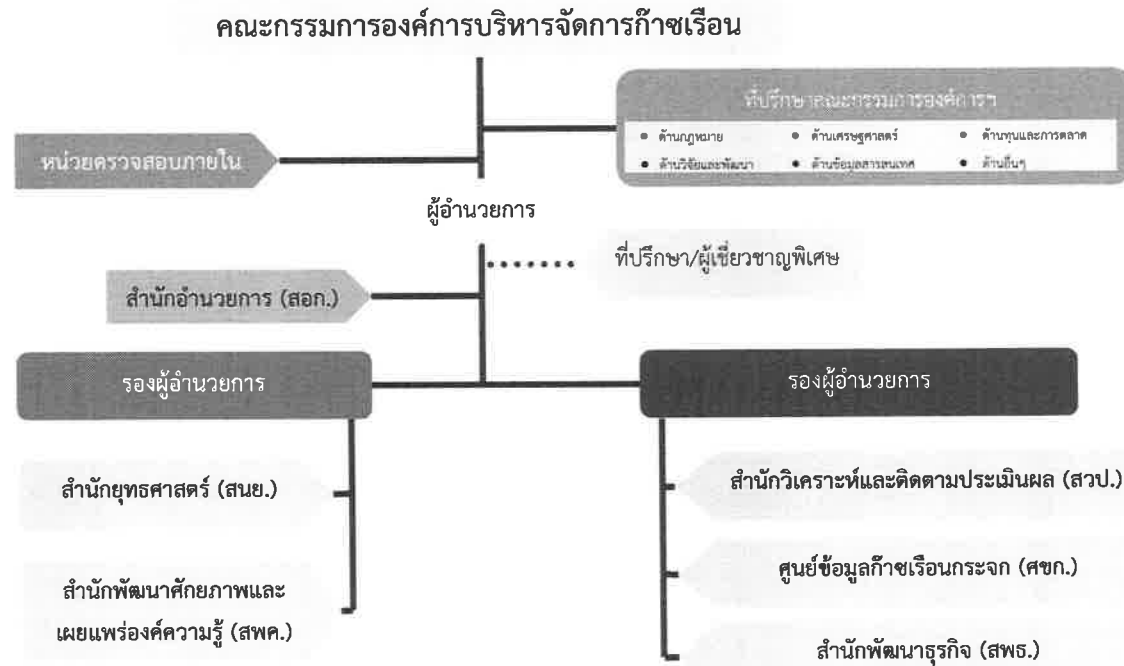 คณะกรรมการองค์การบริหารจัดการก๊าซเรือน
ที่ปรึกษาคณะกรรมการองค์การฯ
• ด้านกฎหมาย • ด้านเศรษฐศาสตร์ • ด้านทุนและการตลาด
• ด้านวิจัยและพัฒนา • ด้านข้อมูลสารสนเทศ • ด้านอื่นๆ
หน่วยตรวจสอบภายใน
ผู้อำนวยการ
ที่ปรึกษา/ผู้เชี่ยวชาญพิเศษ
สำนักอำนวยการ (สอก.)
รองผู้อำนวยการ
รองผู้อำนวยการ
สำนักยุทธศาสตร์ (สนย.)
สำนักพัฒนาศักยภาพและ
เผยแพร่องค์ความรู้ (สพค.)
สำนักวิเคราะห์และติดตามประเมินผล (สวป.)
ศูนย์ข้อมูลก๊าซเรือนกระจก (ศขก.)
สำนักพัฒนาธุรกิจ (สพธ.)